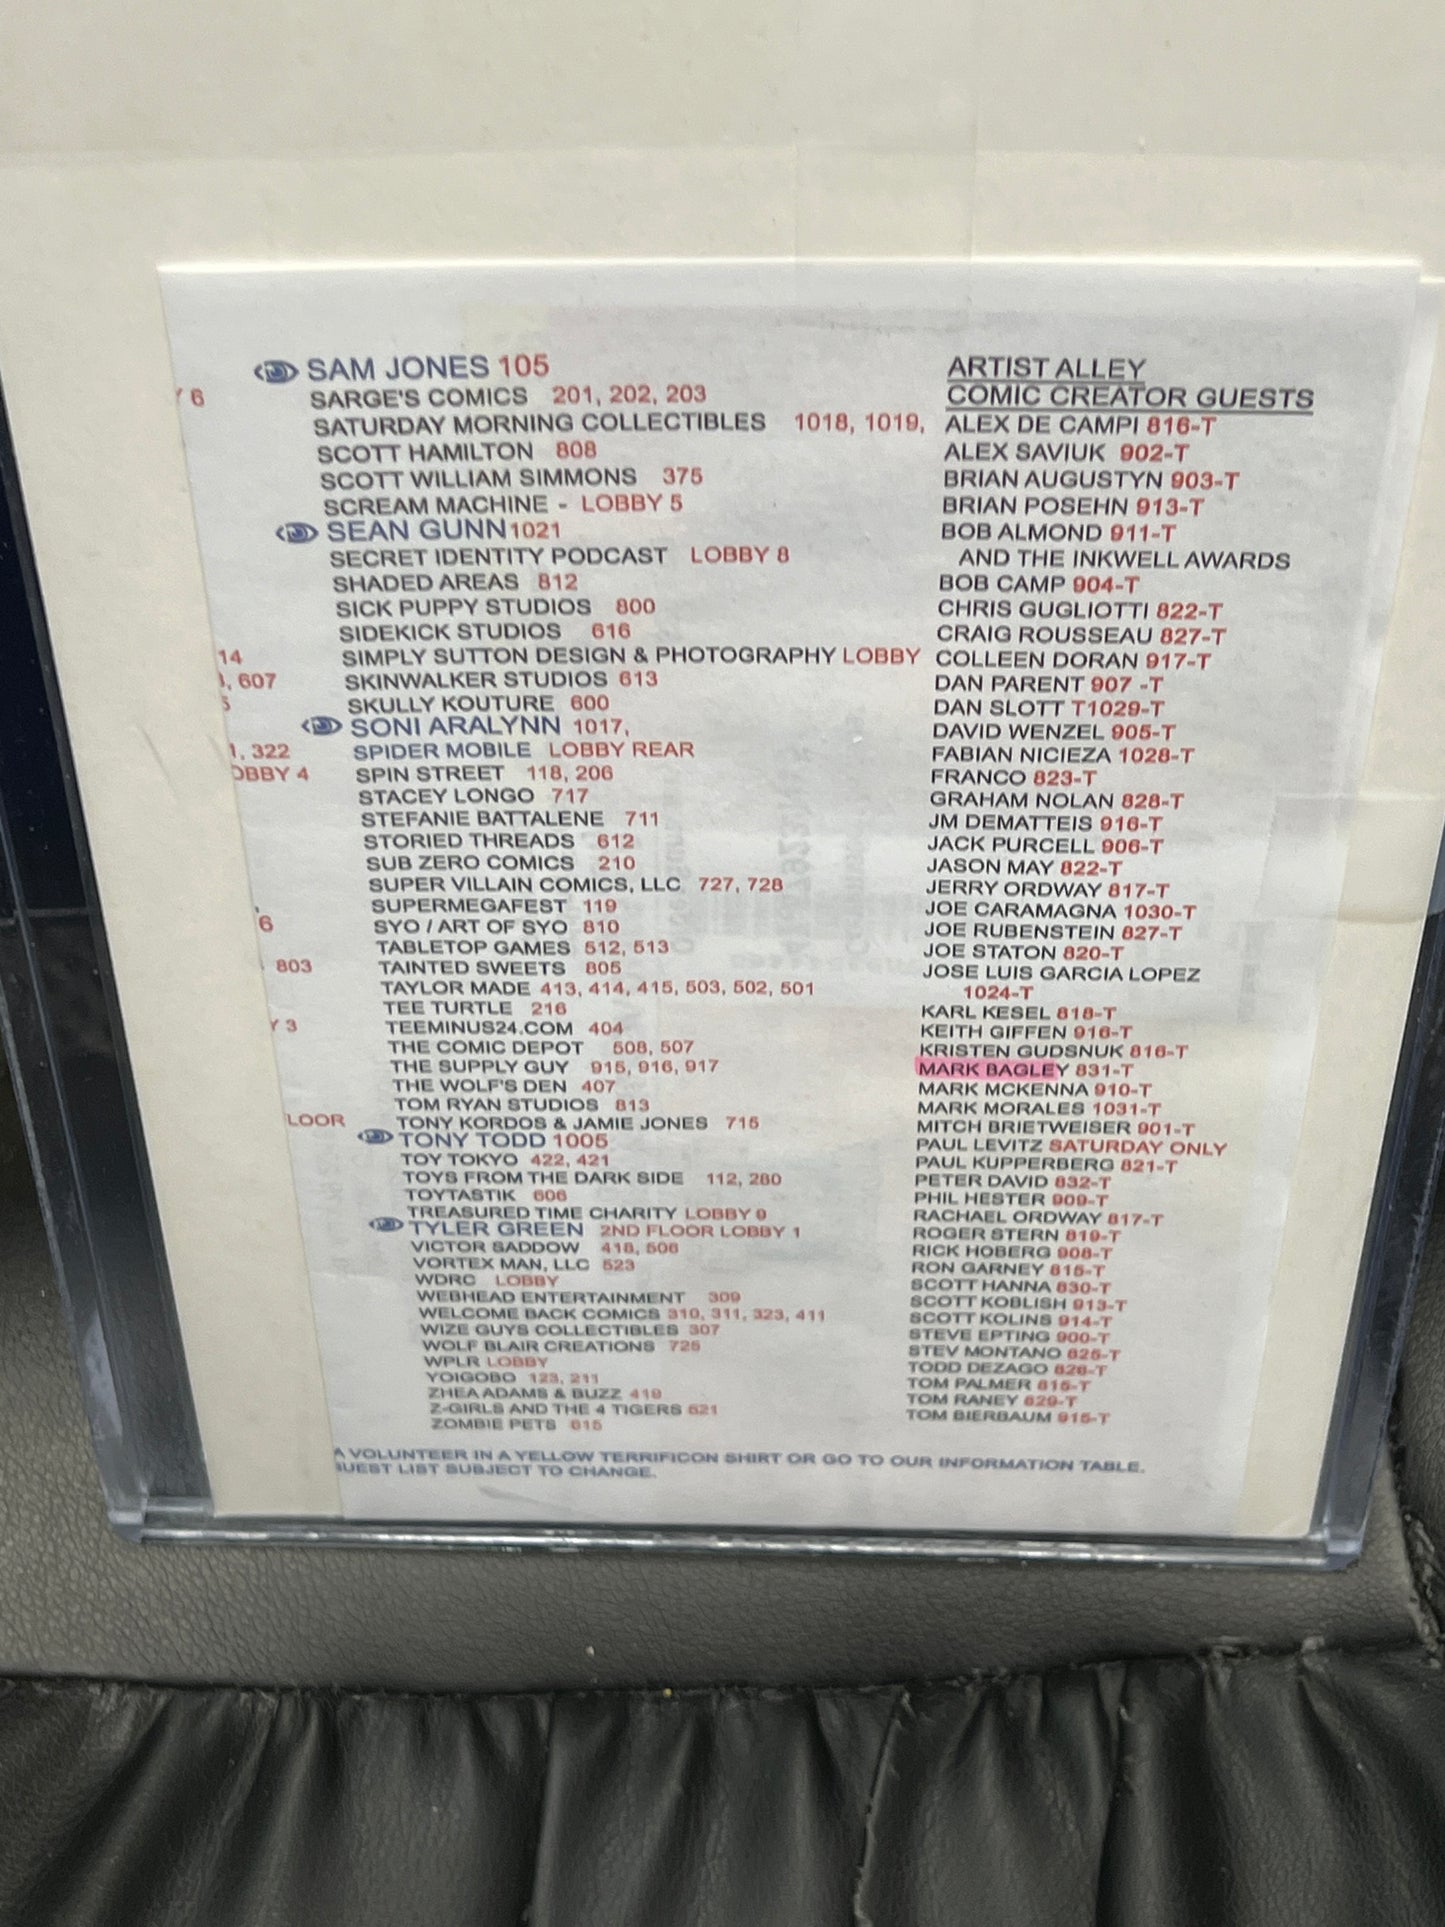 SAM JONES 105
Y 6
SARGE'S COMICS 201, 202, 203
SATURDAY MORNING COLLECTIBLES 1018, 1019,
SCOTT HAMILTON 808
SCOTT WILLIAM SIMMONS 375
SCREAM MACHINE - LOBBY 5
SEAN GUNN 1021
SECRET IDENTITY PODCAST LOBBY 8
SHADED AREAS 812
SICK PUPPY STUDIOS 800
SIDEKICK STUDIOS 616
14
SIMPLY SUTTON DESIGN & PHOTOGRAPHY LOBBY
, 607
SKINWALKER STUDIOS 613
SKULLY KOUTURE 600
SONI ARALYNN 1017,
1, 322
SPIDER MOBILE LOBBY REAR
OBBY 4
SPIN STREET 118, 206
STACEY LONGO 717
STEFANIE BATTALENE 711
STORIED THREADS 612
SUB ZERO COMICS 210
SUPER VILLAIN COMICS, LLC 727, 728
SUPERMEGAFEST 119
6
SYO / ART OF SYO 810
TABLETOP GAMES 512, 513
803
TAINTED SWEETS 805
TAYLOR MADE 413, 414, 415, 503, 502, 501
TEE TURTLE 216
Y 3
TEEMINUS24.COM 404
THE COMIC DEPOT 508, 507
THE SUPPLY GUY 915, 916, 917
THE WOLF'S DEN 407
TOM RYAN STUDIOS 813
LOOR
TONY KORDOS & JAMIE JONES 715
TONY TODD 1005
TOY TOKYO 422, 421
TOYS FROM THE DARK SIDE 112, 280
TOYTASTIK 606
TREASURED TIME CHARITY LOBBY 9
TYLER GREEN 2ND FLOOR LOBBY 1
VICTOR SADDOW 418, 506
VORTEX MAN, LLC 523
WDRC LOBBY
WEBHEAD ENTERTAINMENT 309
WELCOME BACK COMICS 310, 311, 323, 411
WIZE GUYS COLLECTIBLES 307
WOLF BLAIR CREATIONS 725
WPLR LOBBY
YOIGOBO 123, 211
ZHEA ADAMS & BUZZ 419
Z-GIRLS AND THE 4 TIGERS 521
ZOMBIE PETS 615
ARTIST ALLEY
COMIC CREATOR GUESTS
ALEX DE CAMPI 816-T
ALEX SAVIUK 902-T
BRIAN AUGUSTYN 903-T
BRIAN POSEHN 913-T
BOB ALMOND 911-T
AND THE INKWELL AWARDS
BOB CAMP 904-T
CHRIS GUGLIOTTI 822-T
CRAIG ROUSSEAU 827-T
COLLEEN DORAN 917-T
DAN PARENT 907 -T
DAN SLOTT T1029-T
DAVID WENZEL 905-T
FABIAN NICIEZA 1028-T
FRANCO 823-T
GRAHAM NOLAN 828-T
JM DEMATTEIS 916-T
JACK PURCELL 906-T
JASON MAY 822-T
JERRY ORDWAY 817-T
JOE CARAMAGNA 1030-T
JOE RUBENSTEIN 827-T
JOE STATON 820-T
JOSE LUIS GARCIA LOPEZ
1024-T
KARL KESEL 818-T
KEITH GIFFEN 916-T
KRISTEN GUDSNUK 816-T
MARK BAGLEY 831-T
MARK MCKENNA 910-T
MARK MORALES 1031-T
MITCH BRIETWEISER 901-T
PAUL LEVITZ SATURDAY ONLY
PAUL KUPPERBERG 821-T
PETER DAVID 832-T
PHIL HESTER 909-T
RACHAEL ORDWAY 817-T
ROGER STERN 819-T
RICK HOBERG 908-T
RON GARNEY 815-T
SCOTT HANNA 830-T
SCOTT KOBLISH 913-T
SCOTT KOLINS 914-T
STEVE EPTING 900-T
STEV MONTANO 825-T
TODD DEZAGO 826-T
TOM PALMER 815-T
TOM RANEY 829-T
TOM BIERBAUM 915-T
A VOLUNTEER IN A YELLOW TERRIFICON SHIRT OR GO TO OUR INFORMATION TABLE.
GUEST LIST SUBJECT TO CHANGE.